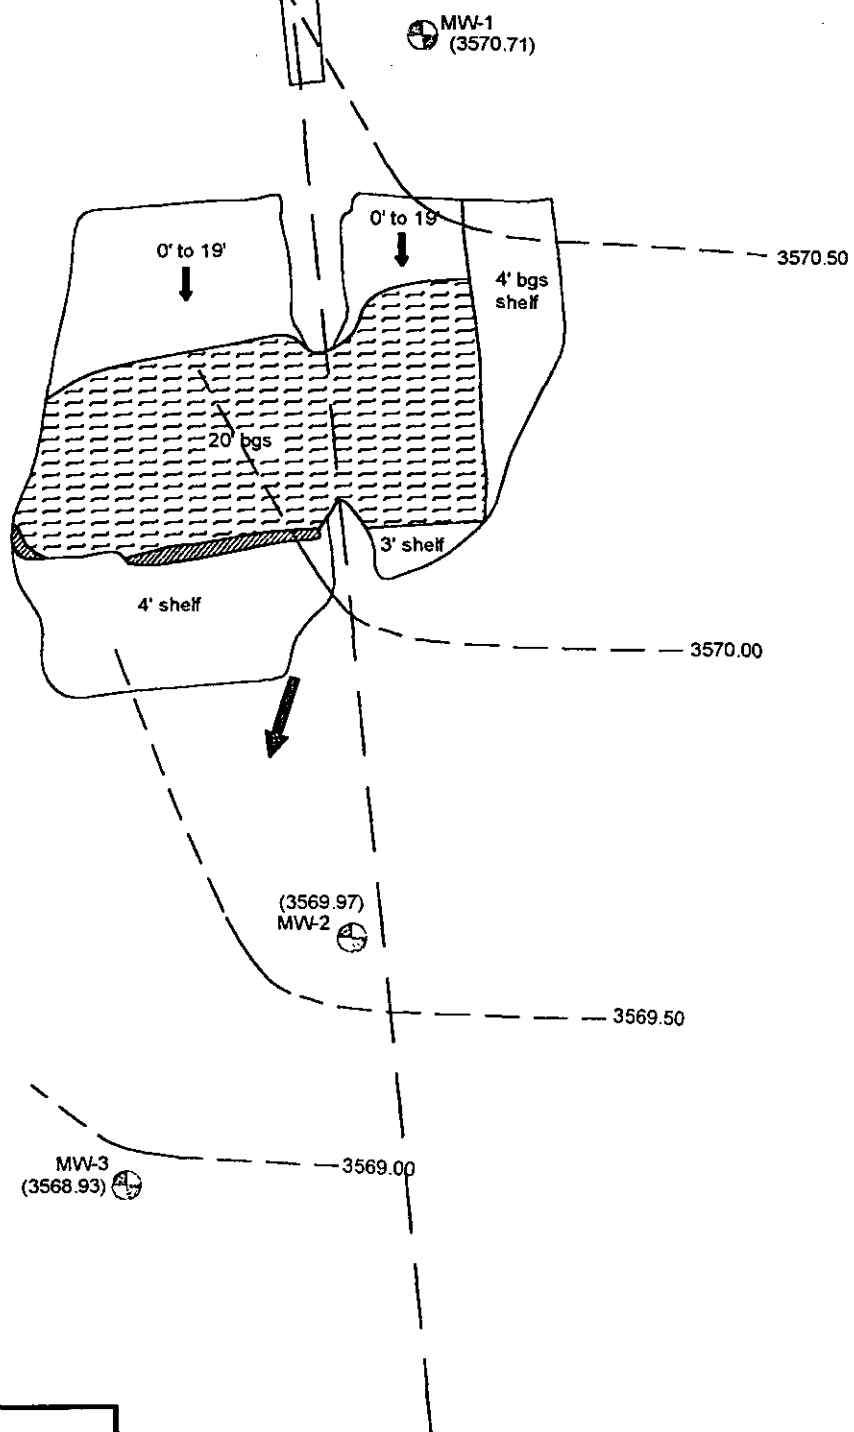 MW-1
(3570.71)
0' to 19'
0' to 19'
3570.50
4' bgs
shelf
20' bgs
3' shelf
4' shelf
3570.00
(3569.97)
MW-2
3569.50
MW-3
3569.00
(3568.93)